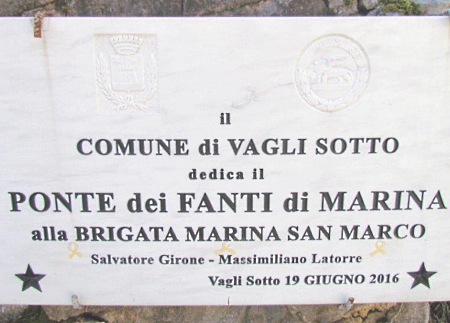 il
COMUNE di VAGLI SOTTO
dedica il
PONTE dei FANTI di MARINA
alla BRIGATA MARINA SAN MARCO
Salvatore Girone - Massimiliano Latorre
Vagli Sotto 19 GIUGNO 2016